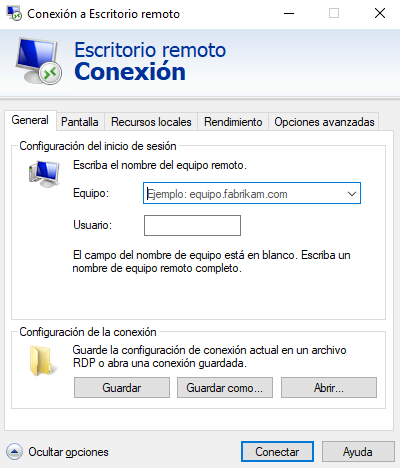 Conexión a Escritorio remoto
Escritorio remoto
Conexión
General Pantalla Recursos locales Rendimiento Opciones avanzadas
Configuración del inicio de sesión
Escriba el nombre del equipo remoto.
Equipo: Ejemplo: equipo.fabrikam.com
Usuario:
El campo del nombre de equipo está en blanco. Escriba un
nombre de equipo remoto completo.
Configuración de la conexión
Guarde la configuración de conexión actual en un archivo
RDP o abra una conexión guardada.
Guardar Guardar como... Abrir...
Ocultar opciones Conectar Ayuda